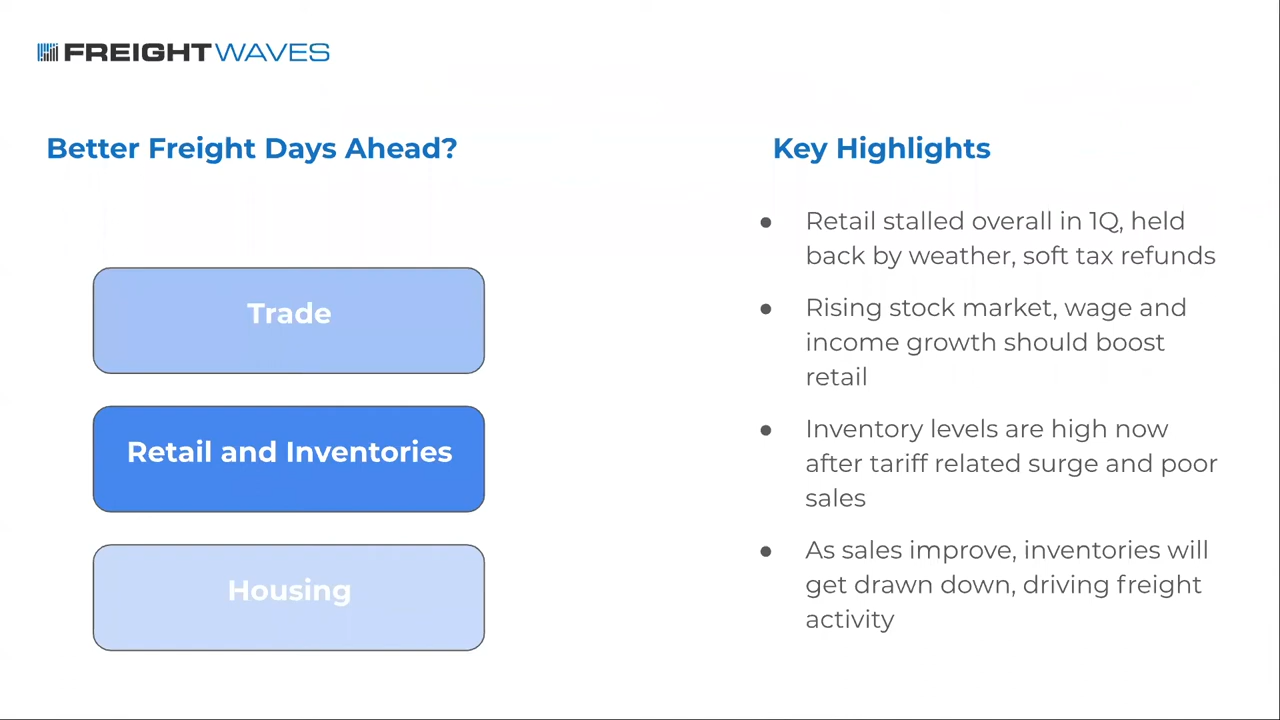 FREIGHTWAVES
Better Freight Days Ahead?
Trade
Retail and Inventories
Housing
Key Highlights
● Retail stalled overall in 1Q, held
back by weather, soft tax refunds
● Rising stock market, wage and
income growth should boost
retail
● Inventory levels are high now
after tariff related surge and poor
sales
● As sales improve, inventories will
get drawn down, driving freight
activity